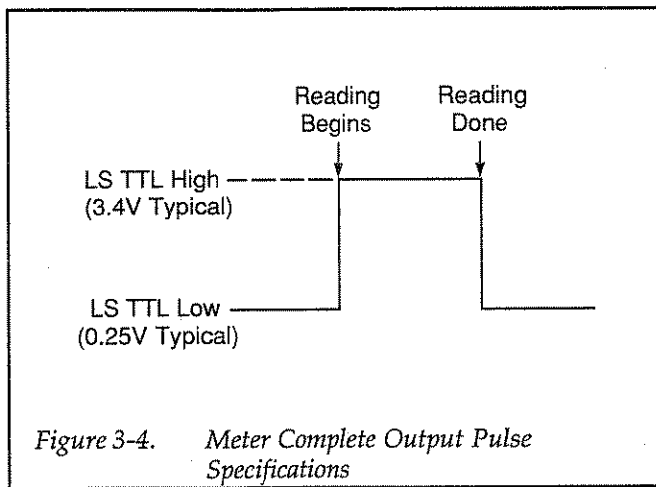 Reading
Begins
Reading
Done
LS TTL High
(3.4V Typical)
LS TTL Low
(0.25V Typical)
Figure 3-4. Meter Complete Output Pulse
Specifications